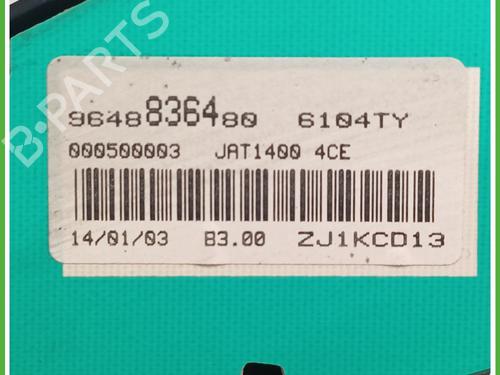 B-PARTS
9648836480 6104TY
000500003 JAT1400 4CE
14/01/03 B3.00 ZJ1KCD13